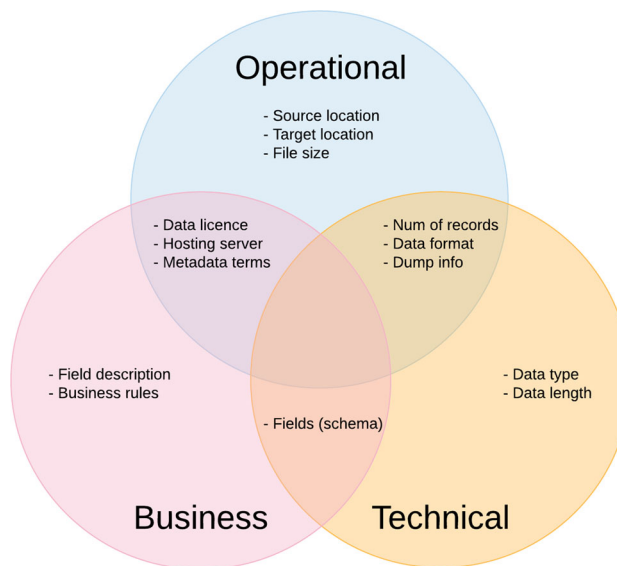 Operational
- Source location
- Target location
- File size
- Data licence
- Hosting server
- Metadata terms
- Num of records
- Data format
- Dump info
- Field description
- Business rules
- Data type
- Data length
- Fields (schema)
Business
Technical